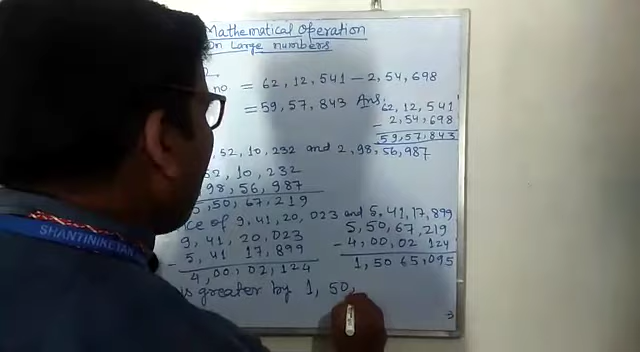 Mathematical Operation
On Large numbers
no = 62,12,541 - 2,54,698
= 59,57,843 Ans.
62,12,541
- 2,54,698
59,57,843
,52,10,232 and 2,98,56,987
52,10,232
98,56,987
5,50,67,219
ice of 9,41,20,023 and 5,41,17,899
9,41,20,023
- 5,41 17,899
4,00,02,124
5,50,67,219
- 4,00,02 124
1,50 65,095
is greater by 1, 50,
3
SHANTINIKETAN